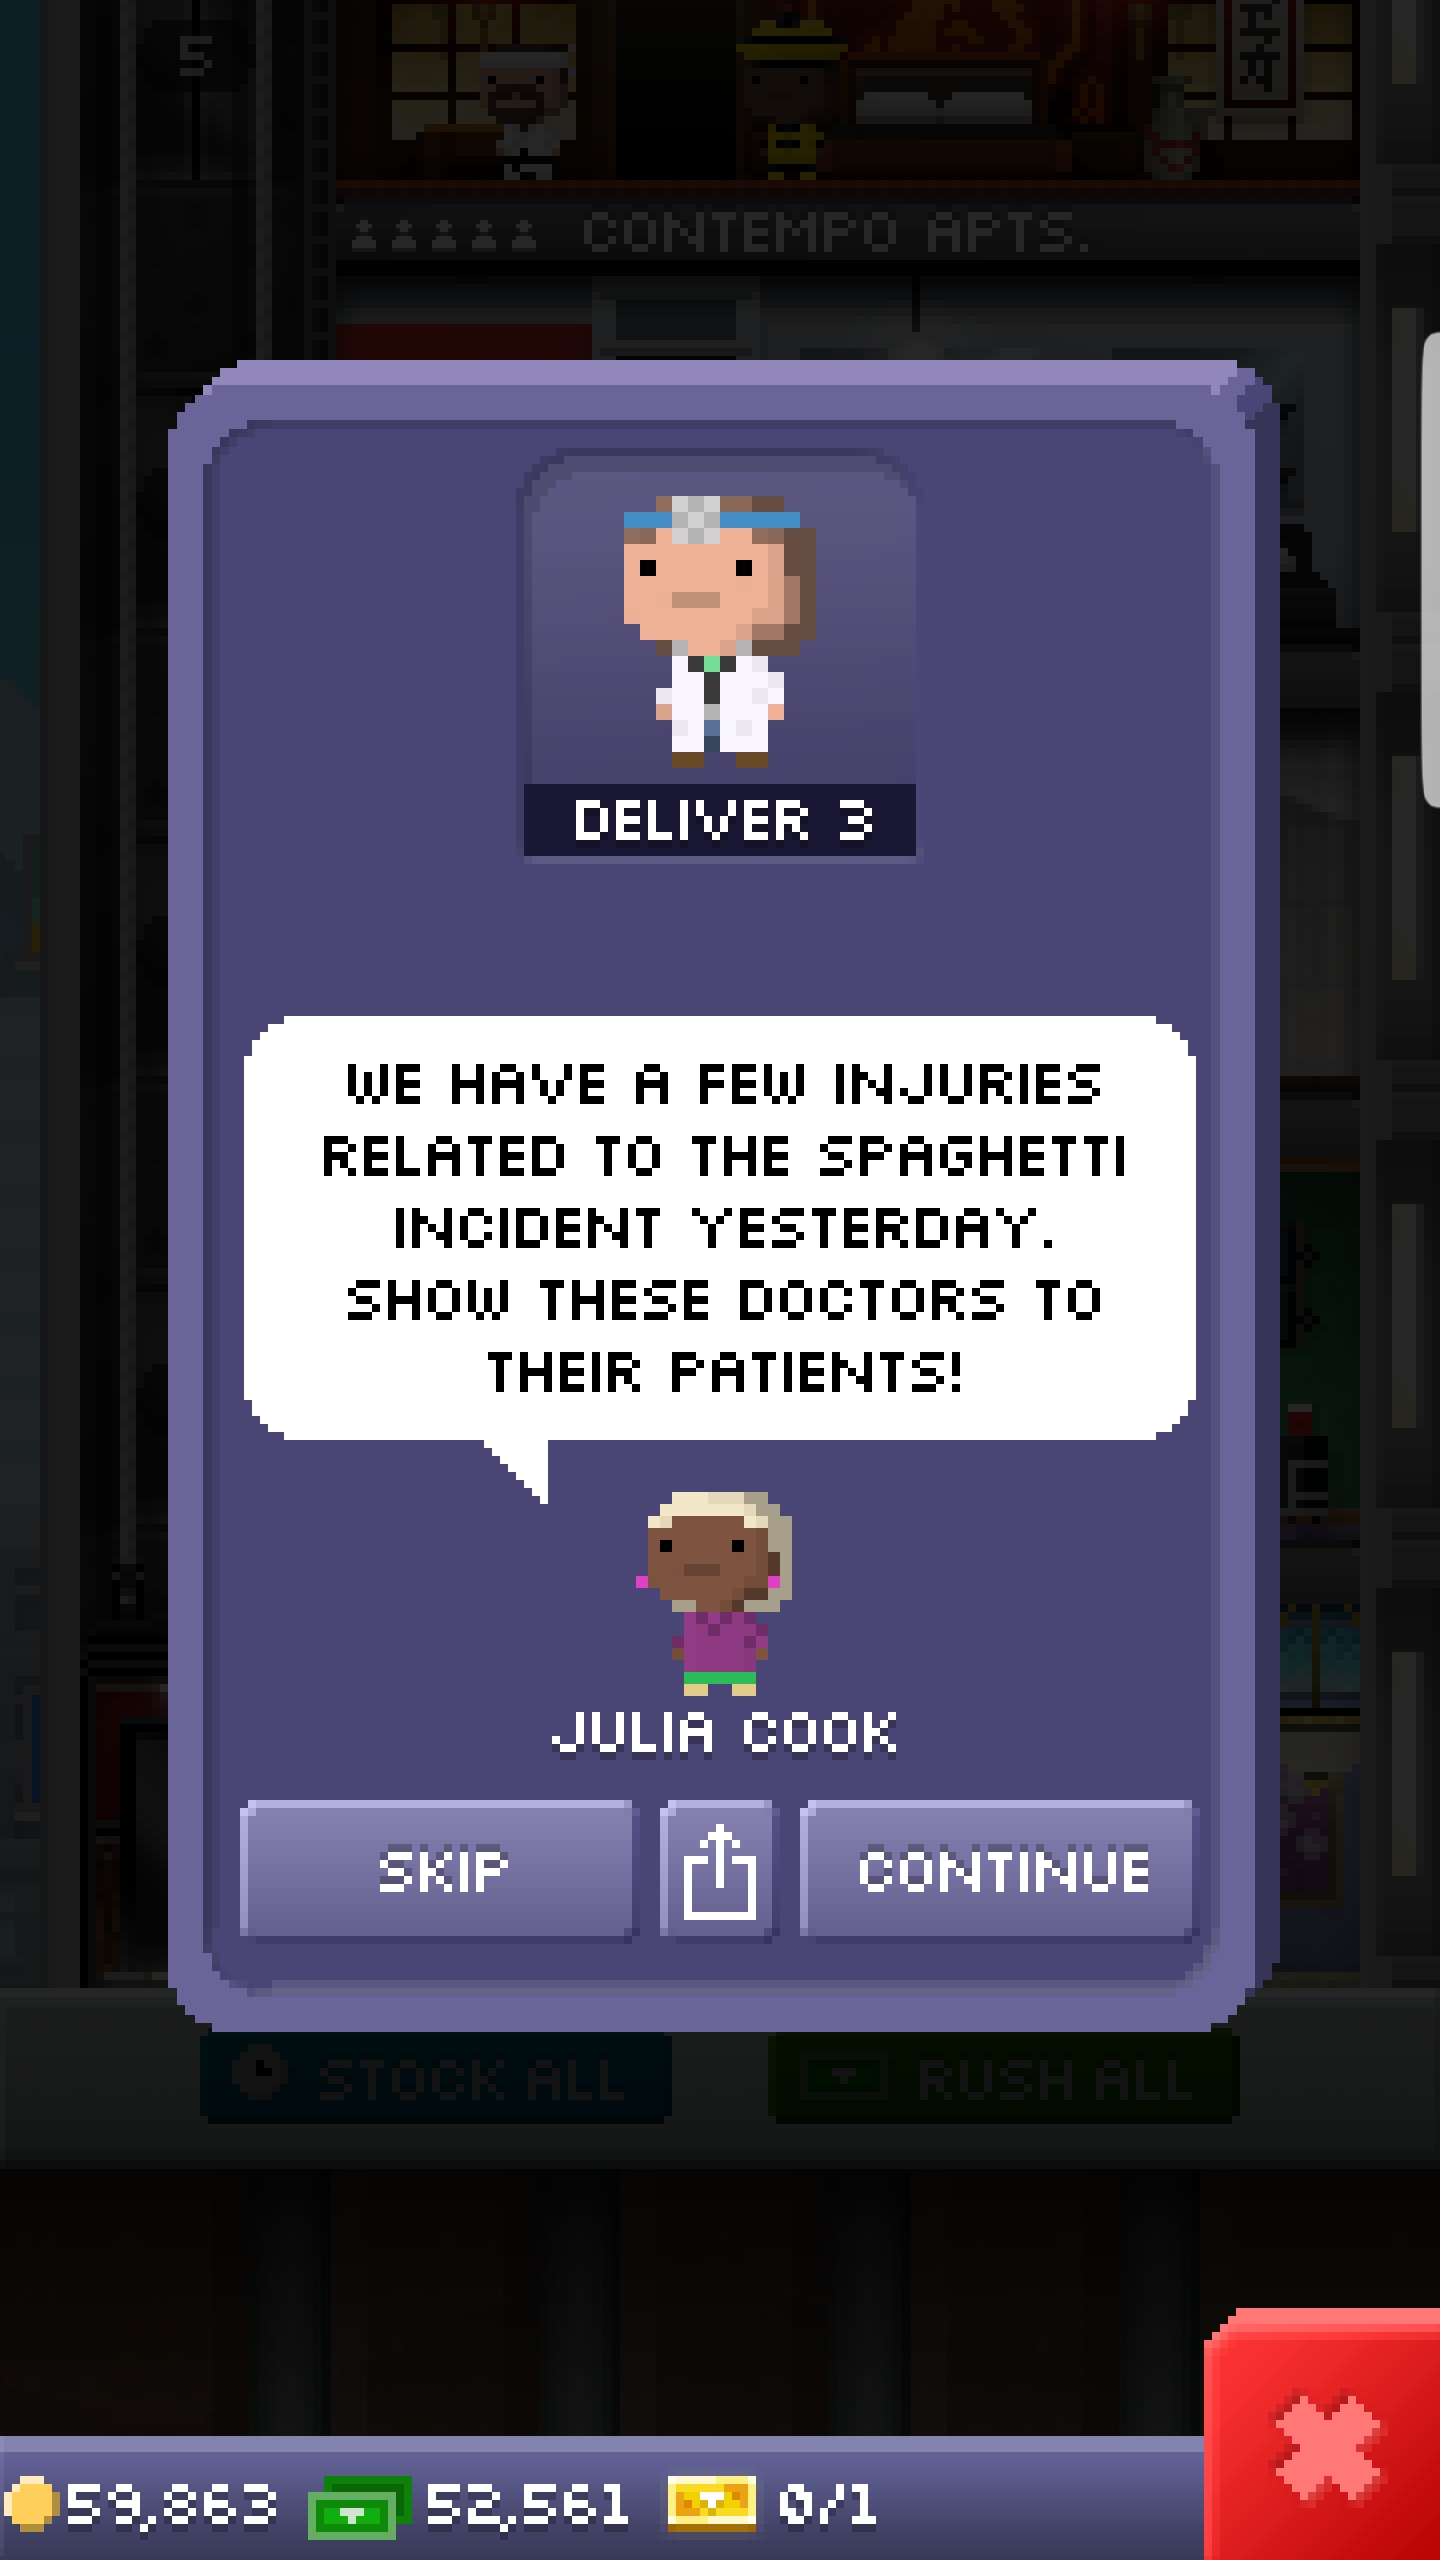 5
CONTEMPO APTS.
DELIVER 3
WE HAVE A FEW INJURIES
RELATED TO THE SPAGHETTI
INCIDENT YESTERDAY.
SHOW THESE DOCTORS TO
THEIR PATIENTS!
JULIA COOK
SKIP
CONTINUE
STOCK ALL
RUSH ALL
59,863
52,561
0/1